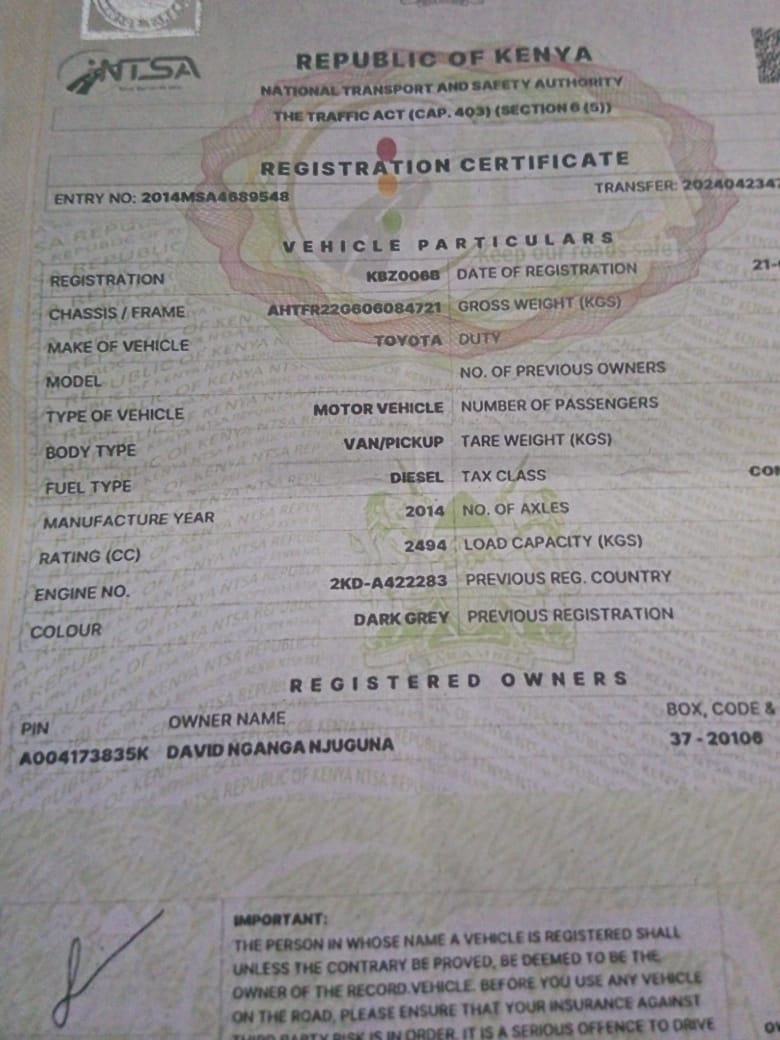 NTSA
REPUBLIC OF KENYA
NATIONAL TRANSPORT AND SAFETY AUTHORITY
THE TRAFFIC ACT (CAP. 403) (SECTION 6 (5))
REGISTRATION CERTIFICATE
ENTRY NO: 2014MSA4689548 TRANSFER: 2024042347
VEHICLE PARTICULARS
Keep our roads safe
REGISTRATION KBZ006B DATE OF REGISTRATION 21-
CHASSIS / FRAME AHTFR22G606084721 GROSS WEIGHT (KGS)
MAKE OF VEHICLE TOYOTA DUTY
MODEL NO. OF PREVIOUS OWNERS
TYPE OF VEHICLE MOTOR VEHICLE NUMBER OF PASSENGERS
BODY TYPE VAN/PICKUP TARE WEIGHT (KGS)
FUEL TYPE DIESEL TAX CLASS COM
MANUFACTURE YEAR 2014 NO. OF AXLES
RATING (CC) 2494 LOAD CAPACITY (KGS)
ENGINE NO. 2KD-A422283 PREVIOUS REG. COUNTRY
COLOUR DARK GREY PREVIOUS REGISTRATION
REGISTERED OWNERS
PIN OWNER NAME BOX, CODE &
A004173835K DAVID NGANGA NJUGUNA 37 - 20106
IMPORTANT:
THE PERSON IN WHOSE NAME A VEHICLE IS REGISTERED SHALL
UNLESS THE CONTRARY BE PROVED, BE DEEMED TO BE THE
OWNER OF THE RECORD VEHICLE. BEFORE YOU USE ANY VEHICLE
ON THE ROAD, PLEASE ENSURE THAT YOUR INSURANCE AGAINST
THIRD PARTY RISK IS IN ORDER. IT IS A SERIOUS OFFENCE TO DRIVE